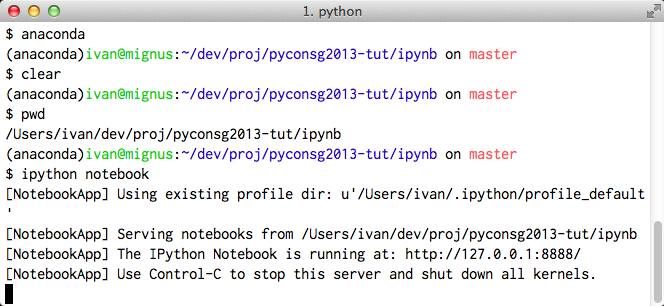 1. python
$ anaconda
(anaconda)ivan@mignus:~/dev/proj/pyconsg2013-tut/ipynb on master
$ clear
(anaconda)ivan@mignus:~/dev/proj/pyconsg2013-tut/ipynb on master
$ pwd
/Users/ivan/dev/proj/pyconsg2013-tut/ipynb
(anaconda)ivan@mignus:~/dev/proj/pyconsg2013-tut/ipynb on master
$ ipython notebook
[NotebookApp] Using existing profile dir: u'/Users/ivan/.ipython/profile_default
'
[NotebookApp] Serving notebooks from /Users/ivan/dev/proj/pyconsg2013-tut/ipynb
[NotebookApp] The IPython Notebook is running at: http://127.0.0.1:8888/
[NotebookApp] Use Control-C to stop this server and shut down all kernels.